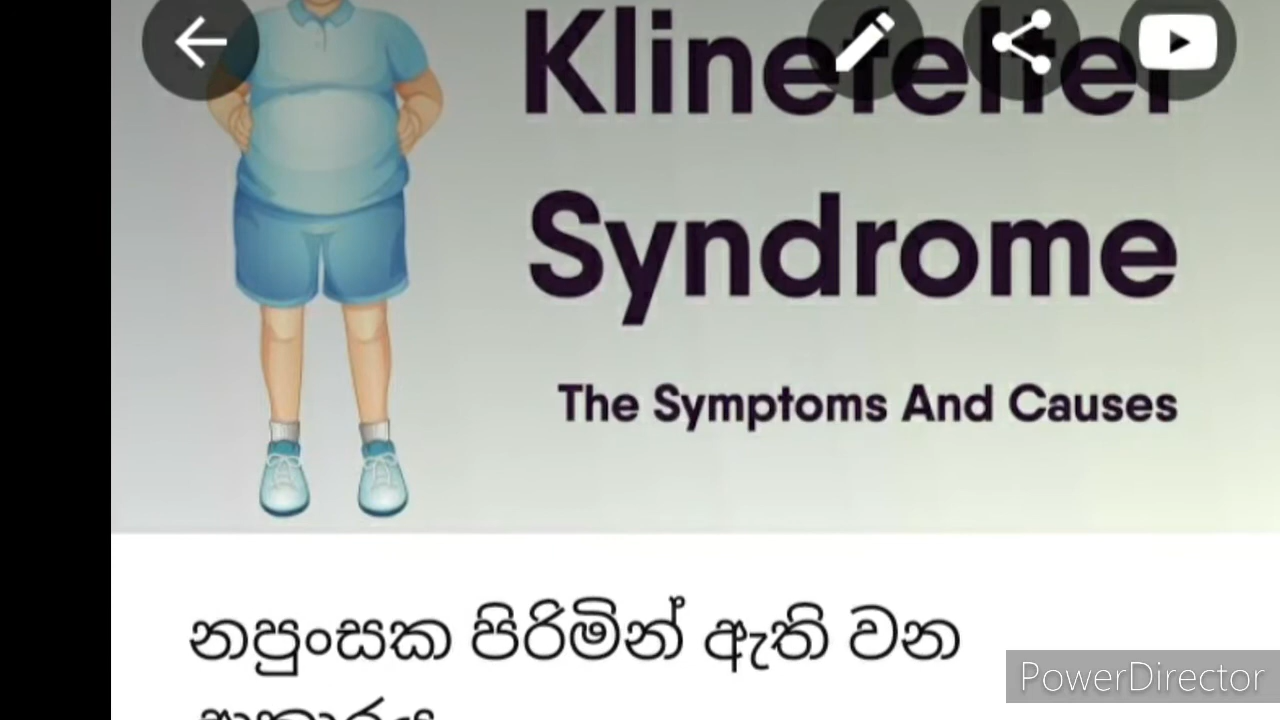 Klinefelter
Syndrome
The Symptoms And Causes
නපුංසක පිරිමින් ඇති වන
PowerDirector